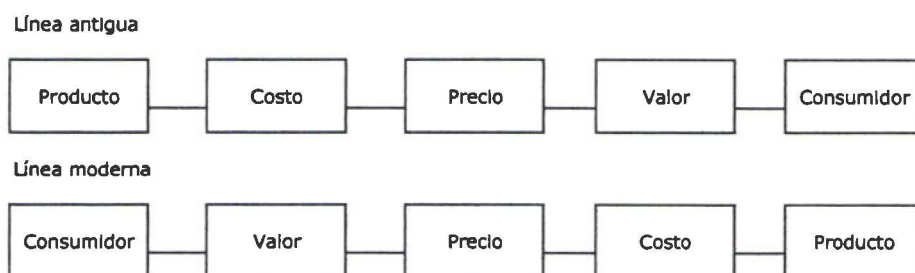 Línea antigua
Producto Costo Precio Valor Consumidor
Línea moderna
Consumidor Valor Precio Costo Producto